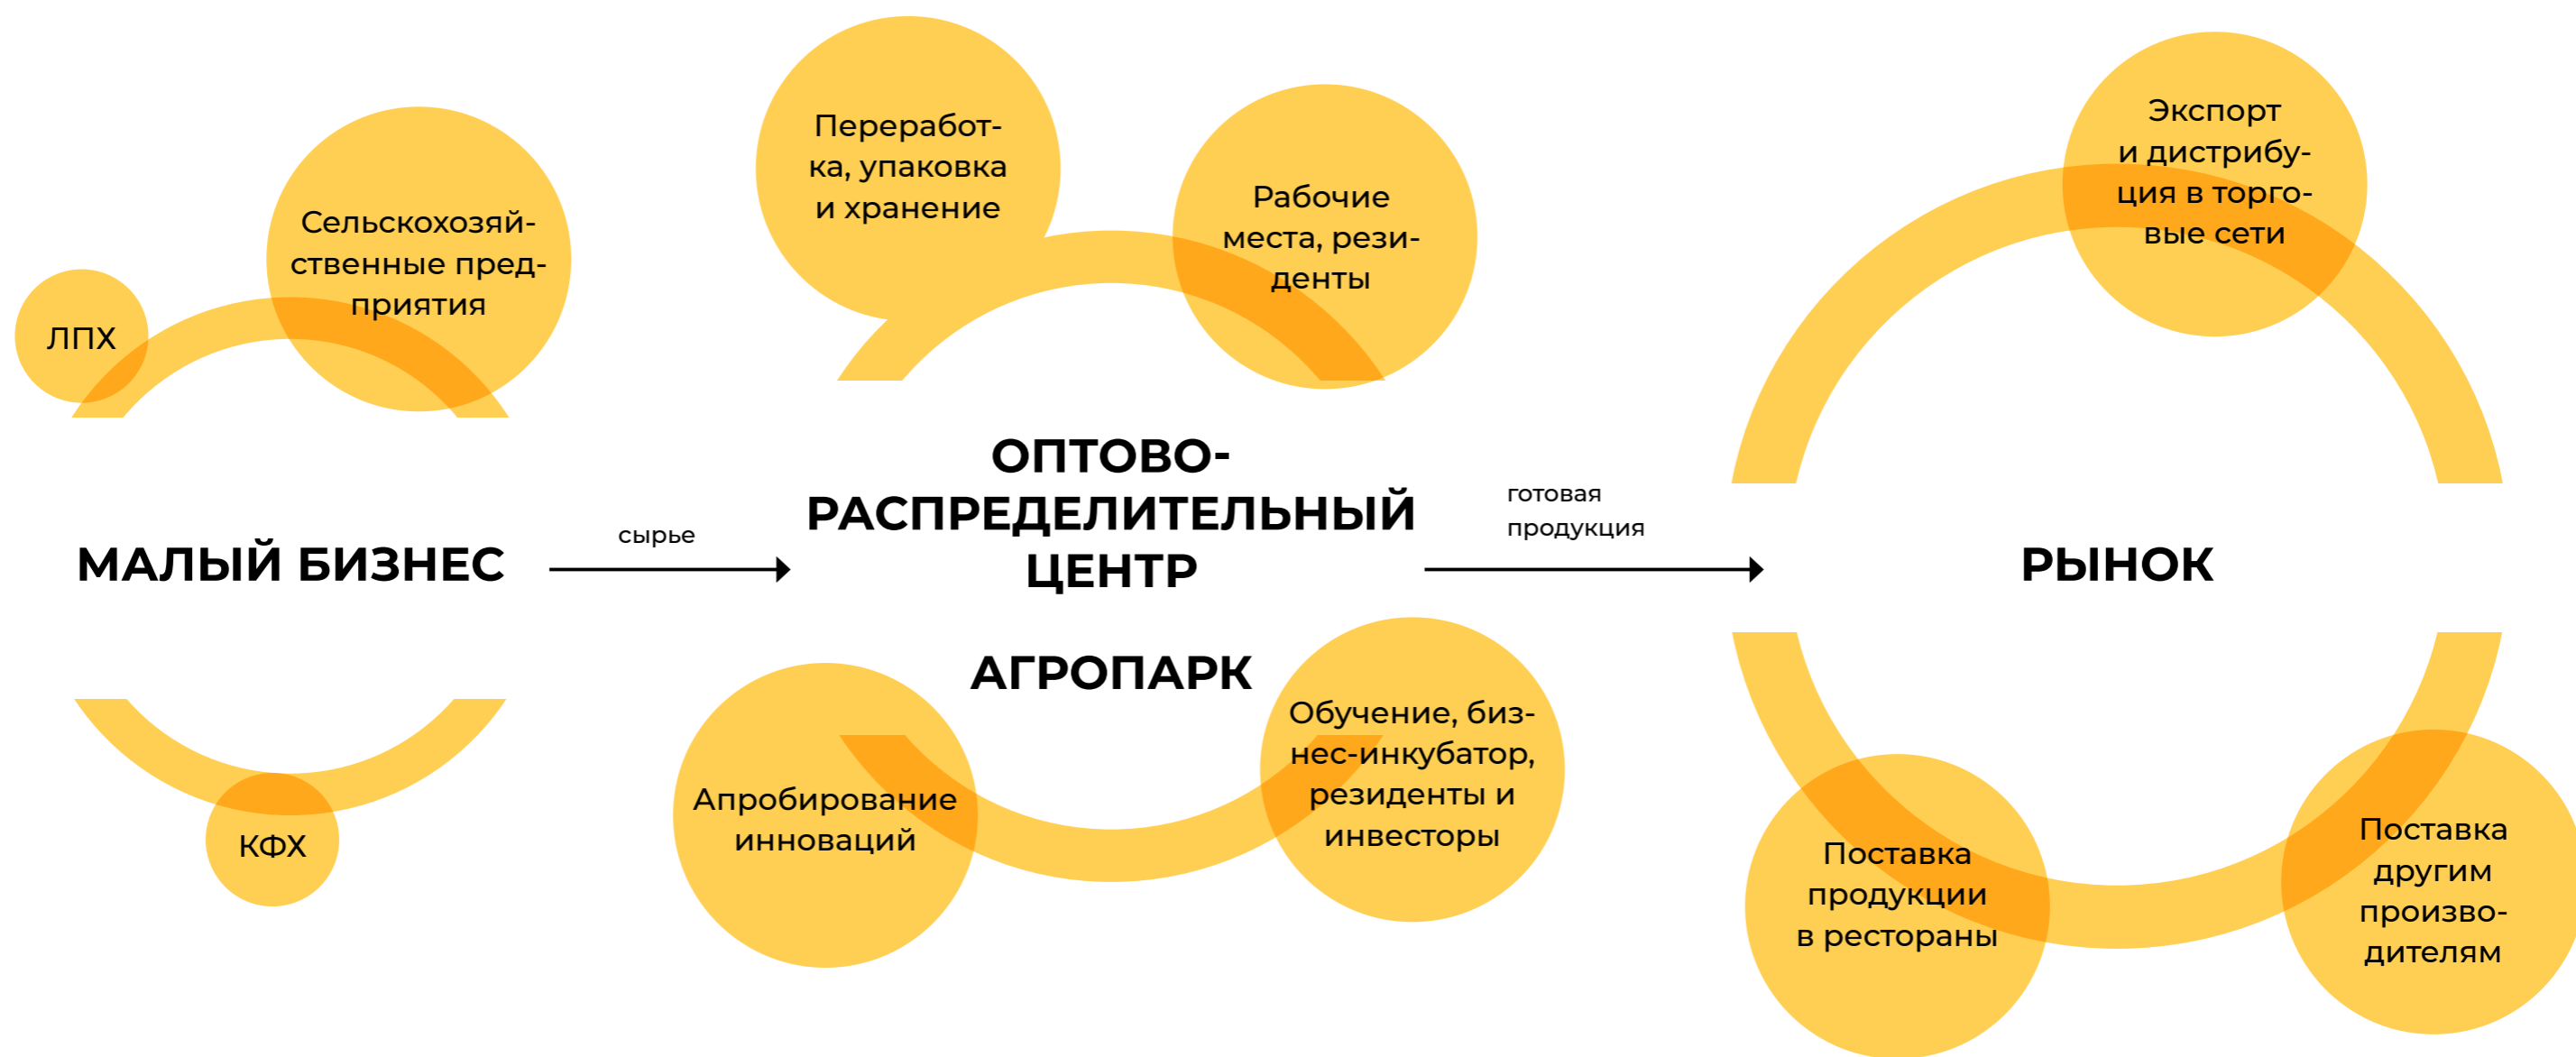 ЛПХ
Сельскохозяй-
ственные пред-
приятия
МАЛЫЙ БИЗНЕС
КФХ
сырье
Переработ-
ка, упаковка
и хранение
Рабочие
места, рези-
денты
ОПТОВО-
РАСПРЕДЕЛИТЕЛЬНЫЙ
ЦЕНТР
АГРОПАРК
Апробирование
инноваций
Обучение, биз-
нес-инкубатор,
резиденты и
инвесторы
готовая
продукция
Экспорт
и дистрибу-
ция в торго-
вые сети
РЫНОК
Поставка
продукции
в рестораны
Поставка
другим
произво-
дителям